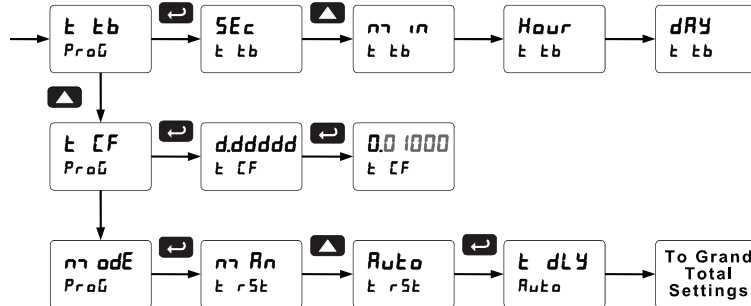 t tb
ProG
SEc
t tb
min
t tb
Hour
t tb
dAY
t tb
t CF
ProG
d.ddddd
t CF
0.01000
t CF
modE
ProG
mAn
t rSt
Auto
t rSt
t dLY
Auto
To Grand
Total
Settings